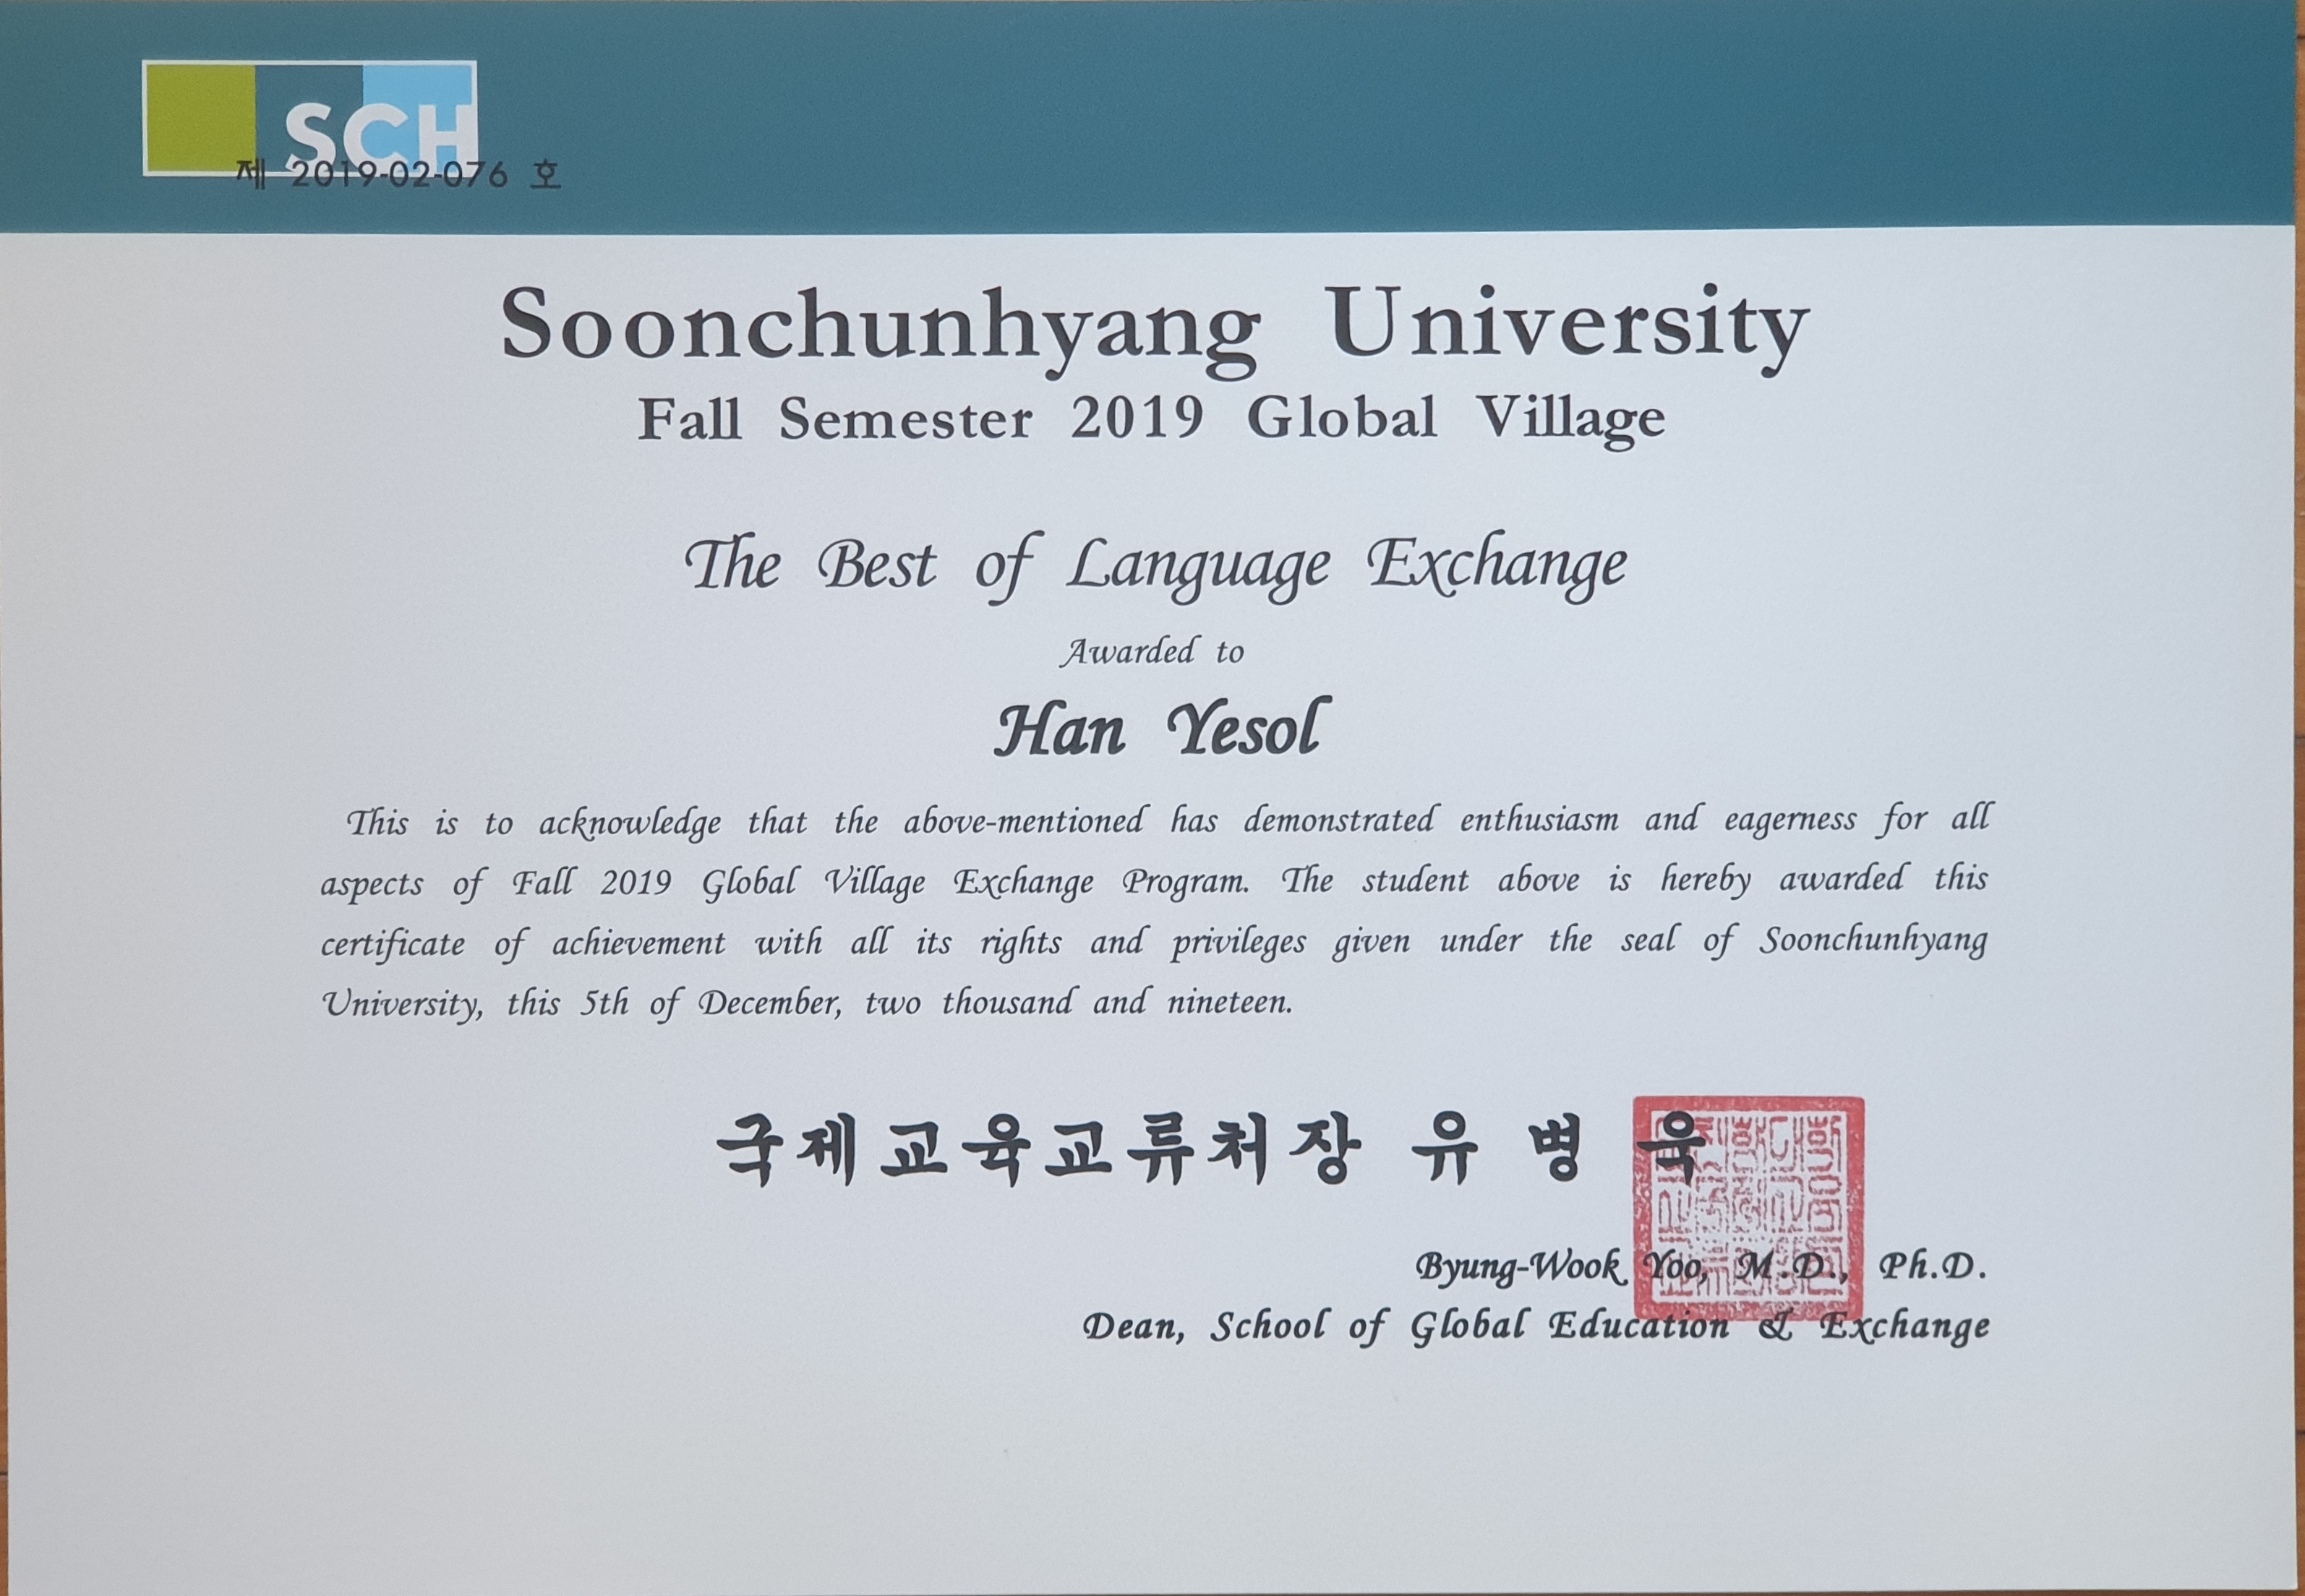 SCH
제 2019-02-076 호
Soonchunhyang University
Fall Semester 2019 Global Village
The Best of Language Exchange
Awarded to
Han Yesol
This is to acknowledge that the above-mentioned has demonstrated enthusiasm and eagerness for all
aspects of Fall 2019 Global Village Exchange Program. The student above is hereby awarded this
certificate of achievement with all its rights and privileges given under the seal of Soonchunhyang
University, this 5th of December, two thousand and nineteen.
국제교육교류처장 유 병 욱
Byung-Wook Yoo, M.D., Ph.D.
Dean, School of Global Education & Exchange